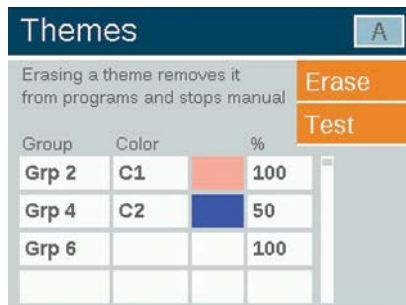 Themes A
Erasing a theme removes it
from programs and stops manual
Erase
Test
Group Color %
Grp 2 C1 100
Grp 4 C2 50
Grp 6 100